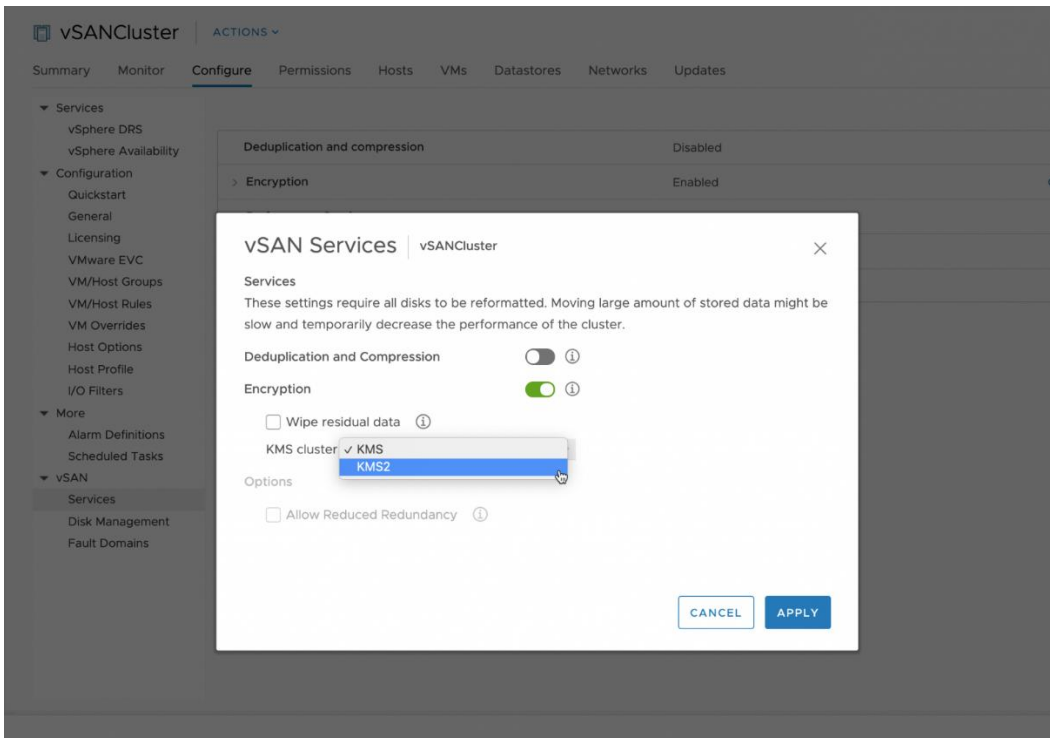 vSANCluster ACTIONS
Summary Monitor Configure Permissions Hosts VMs Datastores Networks Updates
Services
vSphere DRS
vSphere Availability
Configuration
Quickstart
General
Licensing
VMware EVC
VM/Host Groups
VM/Host Rules
VM Overrides
Host Options
Host Profile
I/O Filters
More
Alarm Definitions
Scheduled Tasks
vSAN
Services
Disk Management
Fault Domains
Deduplication and compression Disabled
Encryption Enabled
vSAN Services vSANCluster
Services
These settings require all disks to be reformatted. Moving large amount of stored data might be
slow and temporarily decrease the performance of the cluster.
Deduplication and Compression
Encryption
Wipe residual data
KMS cluster ✓ KMS
KMS2
Options
Allow Reduced Redundancy
CANCEL APPLY